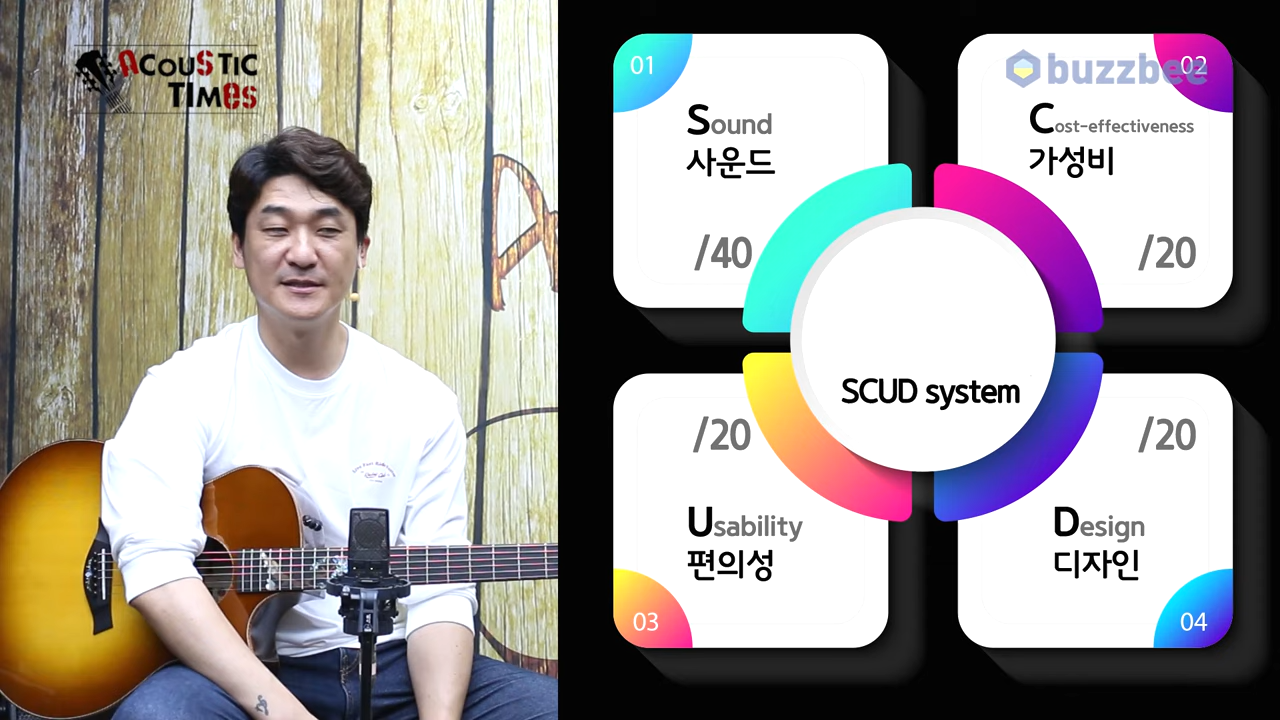 ACOUSTIC
TIMES
01
Sound
사운드
/40
buzzbee
02
Cost-effectiveness
가성비
/20
SCUD system
/20
Usability
편의성
03
/20
Design
디자인
04